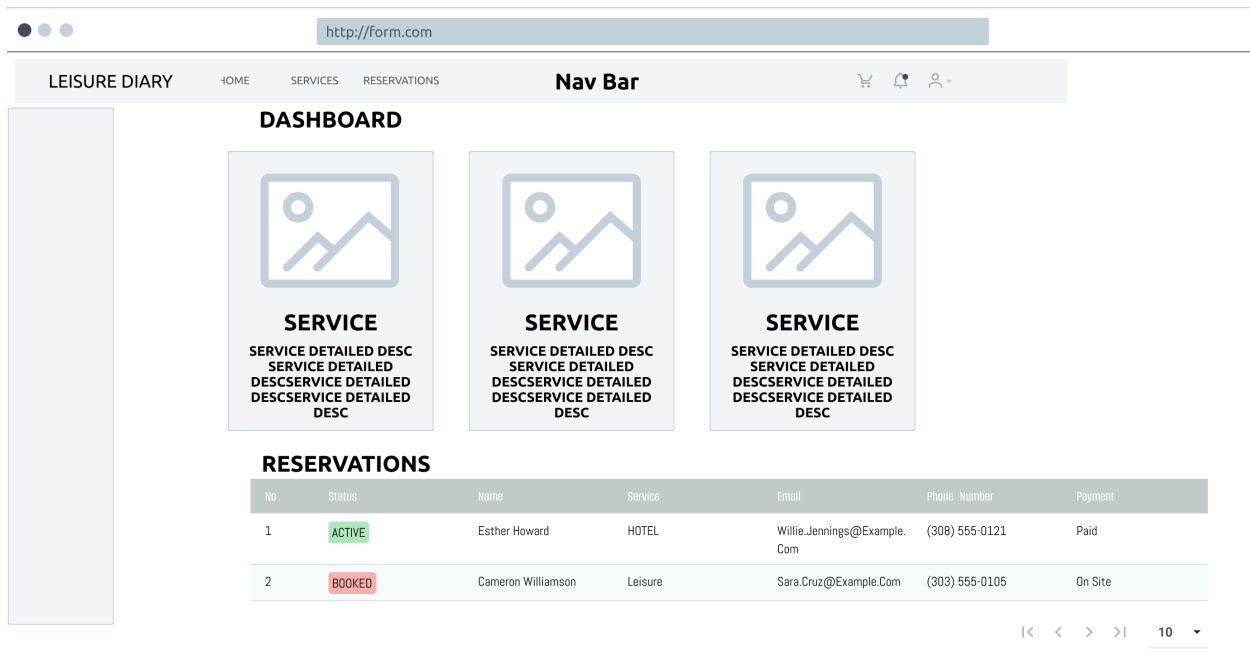 http://form.com
LEISURE DIARY HOME SERVICES RESERVATIONS Nav Bar
DASHBOARD
SERVICE SERVICE SERVICE
SERVICE DETAILED DESC SERVICE DETAILED DESC SERVICE DETAILED DESC
SERVICE DETAILED SERVICE DETAILED SERVICE DETAILED
DESCSERVICE DETAILED DESCSERVICE DETAILED DESCSERVICE DETAILED
DESCSERVICE DETAILED DESCSERVICE DETAILED DESCSERVICE DETAILED
DESC DESC DESC
RESERVATIONS
No. Status Name Service Email Phone Number Payment
1 ACTIVE Esther Howard HOTEL Willie.Jennings@Example. (308) 555-0121 Paid
Com
2 BOOKED Cameron Williamson Leisure Sara.Cruz@Example.Com (303) 555-0105 On Site
10